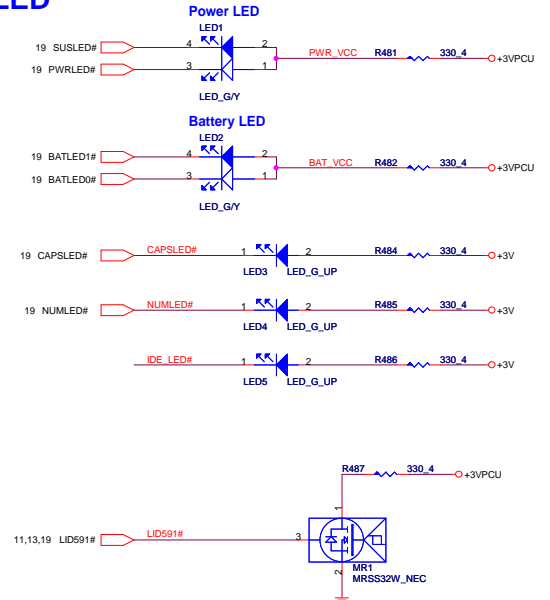 LED
Power LED
LED1
19 SUSLED#
4
2
PWR_VCC
R481
330_4
+3VPCU
19 PWRLED#
3
1
LED_G/Y
Battery LED
LED2
19 BATLED1#
4
2
BAT_VCC
R482
330_4
+3VPCU
19 BATLED0#
3
1
LED_G/Y
19 CAPSLED#
CAPSLED#
1
2
R484
330_4
+3V
LED3
LED_G_UP
19 NUMLED#
NUMLED#
1
2
R485
330_4
+3V
LED4
LED_G_UP
IDE_LED#
1
2
R486
330_4
+3V
LED5
LED_G_UP
R487
330_4
+3VPCU
1
11,13,19 LID591#
LID591#
3
2
MR1
MRSS32W_NEC